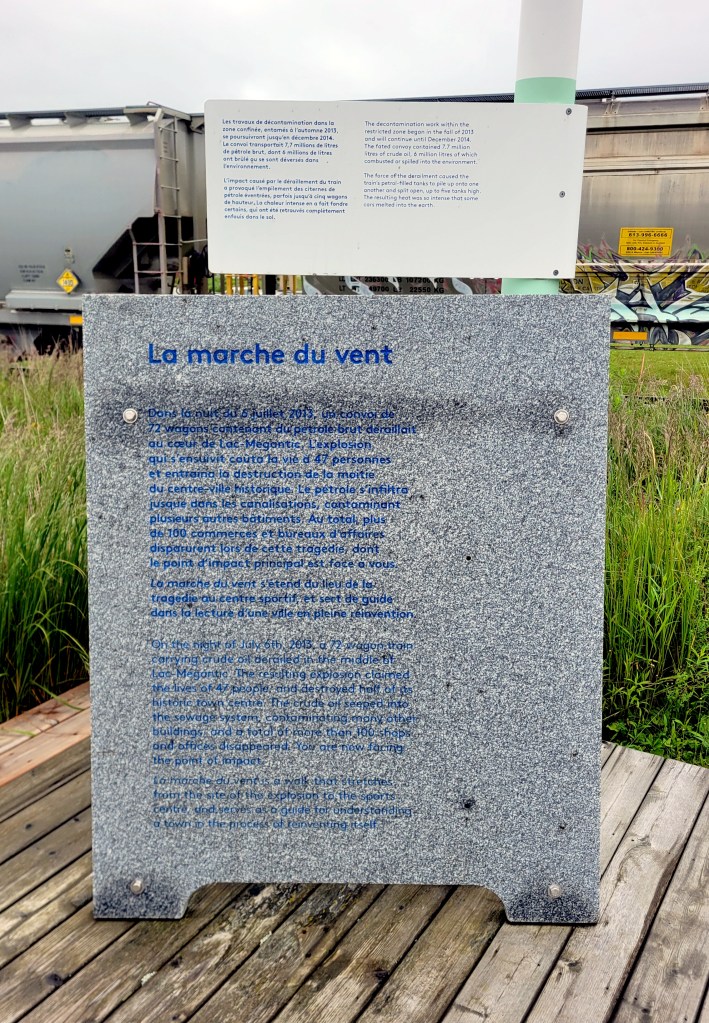 Les travaux de décontamination dans la
zone confinée, entamés à l'automne 2013,
se poursuivront jusqu'en décembre 2014.
Le convoi transportait 7,7 millions de litres
de pétrole brut, dont 6 millions de litres
ont brûlé ou se sont déversés dans
l'environnement.
L'impact causé par le déraillement du train
a provoqué l'empilement des citernes de
pétrole éventrées, parfois jusqu'à cinq wagons
de hauteur. La chaleur intense en a fait fondre
certains, qui ont été retrouvés complètement
enfouis dans le sol.
The decontamination work within the
restricted zone began in the fall of 2013
and will continue until December 2014.
The fated convoy contained 7.7 million
litres of crude oil, 6 million litres of which
combusted or spilled into the environment.
The force of the derailment caused the
train's petrol-filled tanks to pile up onto one
another and split open, up to five tanks high.
The resulting heat was so intense that some
cars melted into the earth.
613-996-6666
800-424-9300
LT 49700 LT 32550 KG
La marche du vent
Dans la nuit du 6 juillet 2013, un convoi de
72 wagons contenant du pétrole brut déraillait
au cœur de Lac-Mégantic. L'explosion
qui s'ensuivit coûta la vie à 47 personnes
et entraîna la destruction de la moitié
du centre-ville historique. Le pétrole s'infiltra
jusque dans les canalisations, contaminant
plusieurs autres bâtiments. Au total, plus
de 100 commerces et bureaux d'affaires
disparurent lors de cette tragédie, dont
le point d'impact principal est face à vous.
La marche du vent s'étend du lieu de la
tragédie au centre sportif, et sert de guide
dans la lecture d'une ville en pleine réinvention.
On the night of July 6th, 2013, a 72 wagon train
carrying crude oil derailed in the middle of
Lac-Mégantic. The resulting explosion claimed
the lives of 47 people, and destroyed half of its
historic town centre. The crude oil seeped into
the sewage system, contaminating many other
buildings, and a total of more than 100 shops
and offices disappeared. You are now facing
the point of impact.
La marche du vent is a walk that stretches
from the site of the explosion to the sports
centre, and serves as a guide for understanding
a town in the process of reinventing itself.